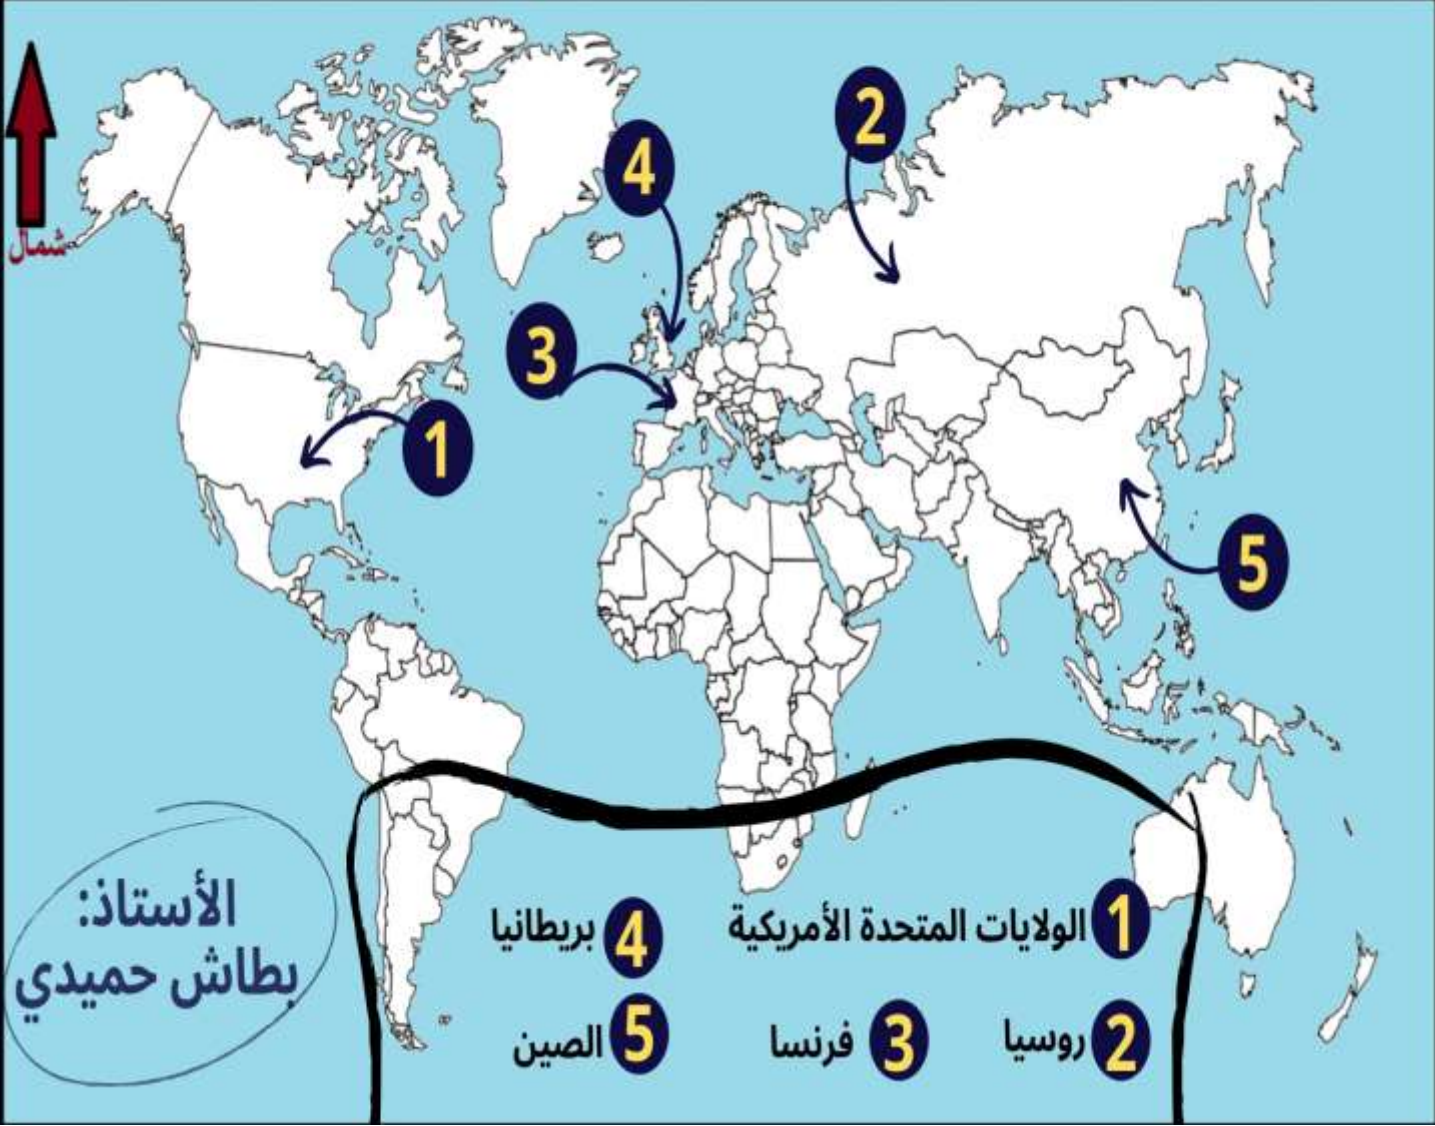 2
4
3
1
5
شمال
الأستاذ:
بطاش حميدي
1 الولايات المتحدة الأمريكية
4 بريطانيا
2 روسيا
3 فرنسا
5 الصين